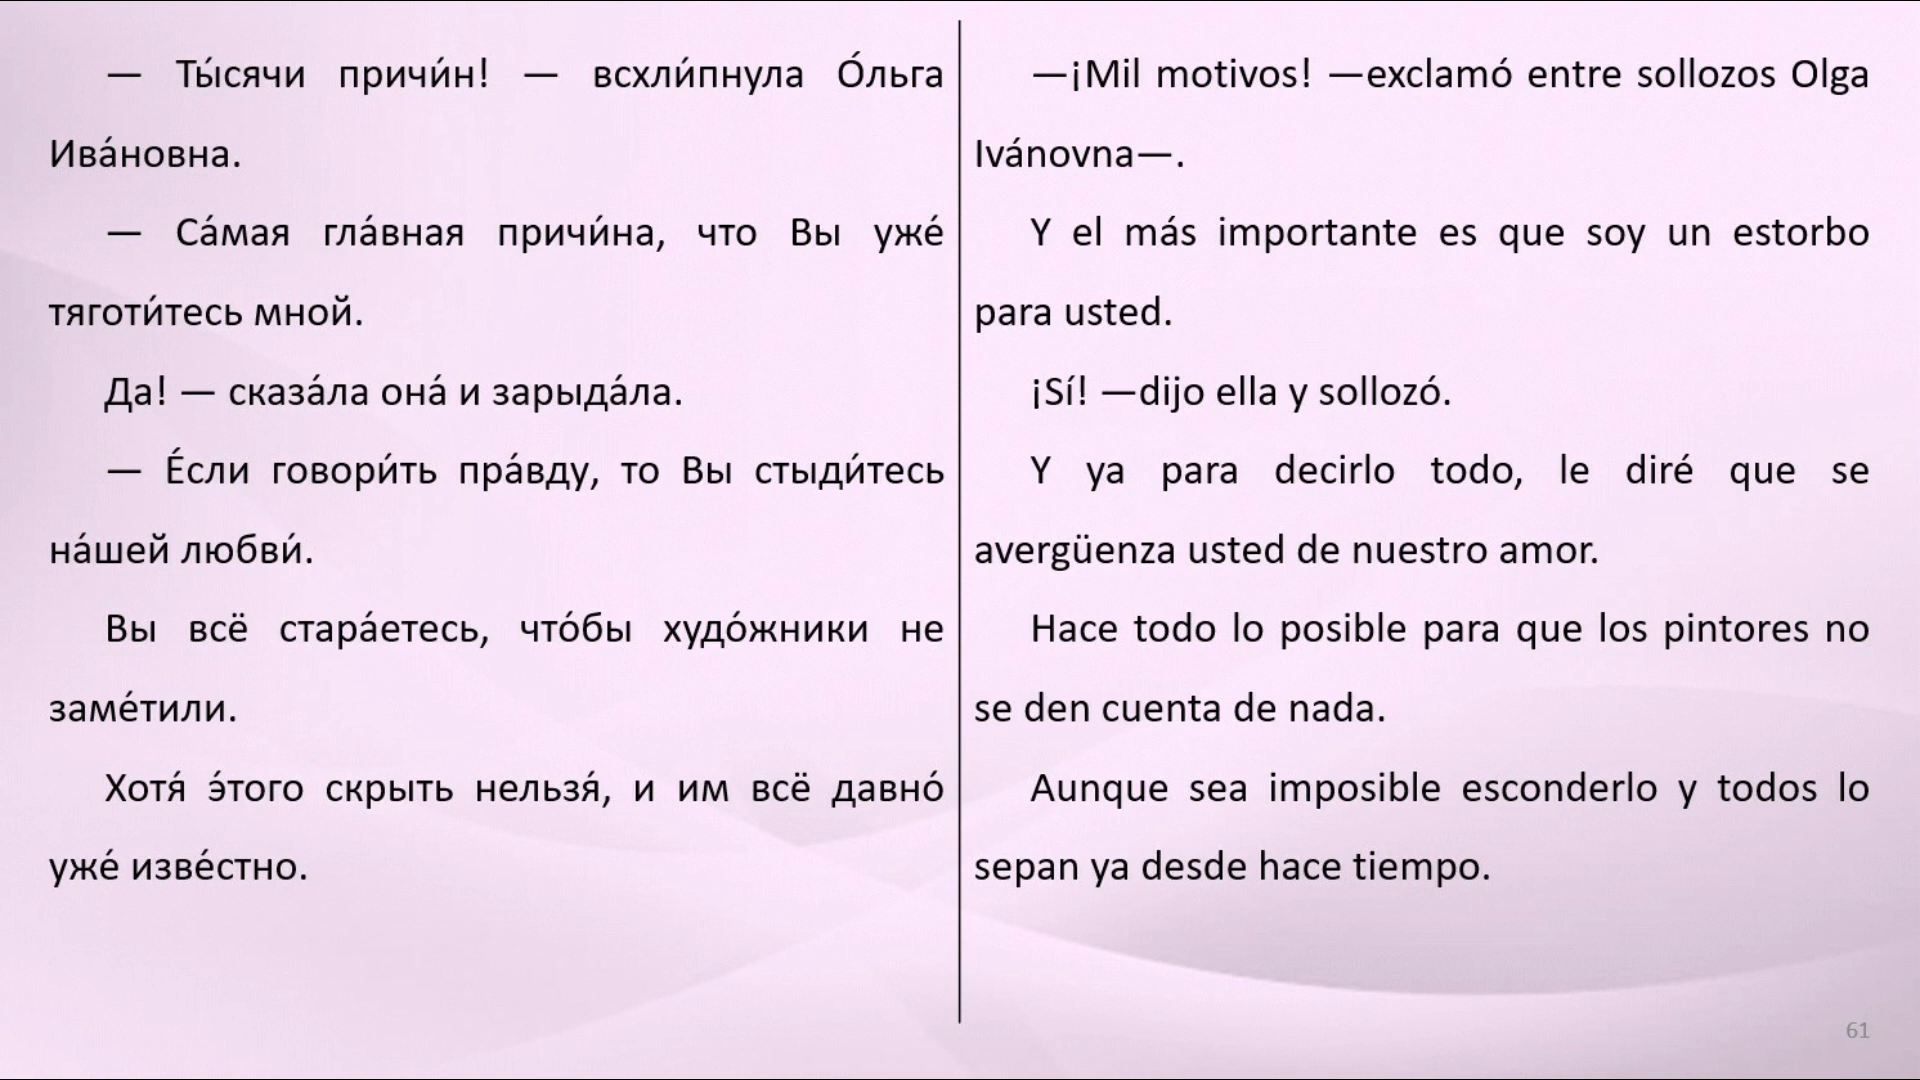 — Ты́сячи причи́н! — всхли́пнула О́льга
Ива́новна.
— Са́мая гла́вная причи́на, что Вы уже́
тяготи́тесь мной.
Да! — сказа́ла она́ и зарыда́ла.
— Е́сли говори́ть пра́вду, то Вы стыди́тесь
на́шей любви́.
Вы всё стара́етесь, что́бы худо́жники не
заме́тили.
Хотя́ э́того скрыть нельзя́, и им всё давно́
уже́ изве́стно.
—¡Mil motivos! —exclamó entre sollozos Olga
Ivánovna—.
Y el más importante es que soy un estorbo
para usted.
¡Sí! —dijo ella y sollozó.
Y ya para decirlo todo, le diré que se
avergüenza usted de nuestro amor.
Hace todo lo posible para que los pintores no
se den cuenta de nada.
Aunque sea imposible esconderlo y todos lo
sepan ya desde hace tiempo.
61